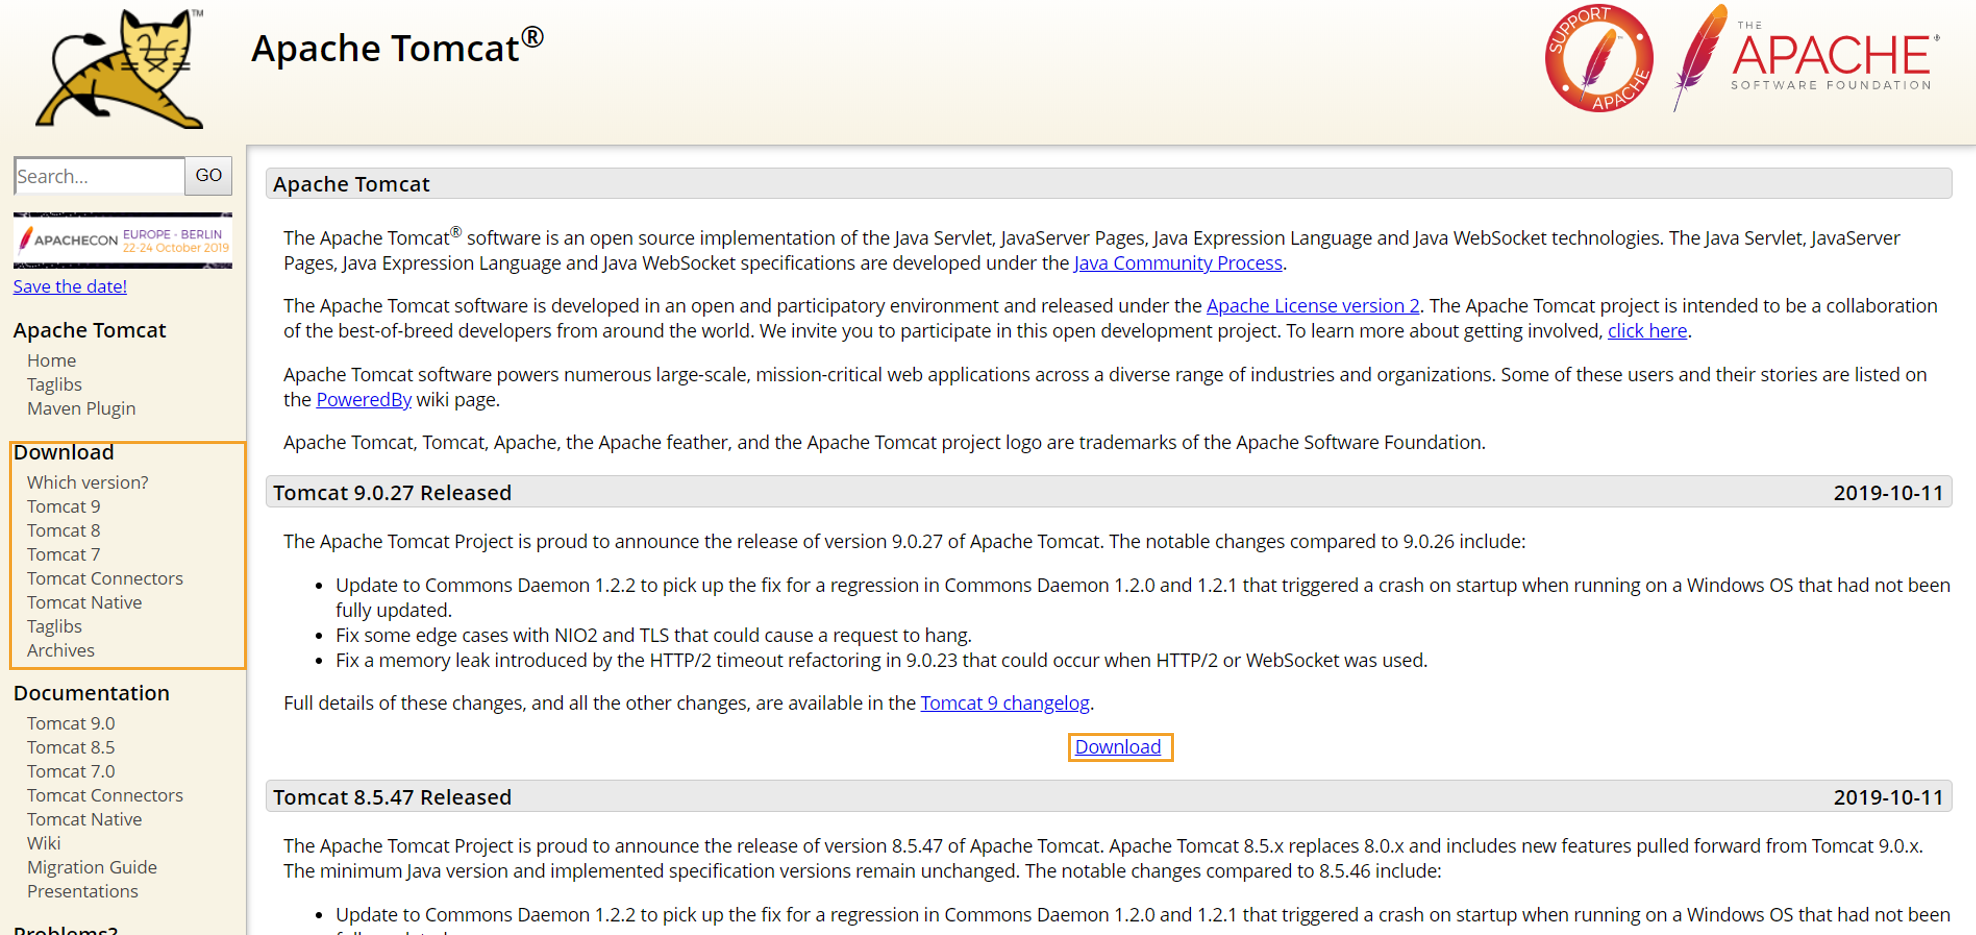 Apache Tomcat®
SUPPORT APACHE
THE
APACHE®
SOFTWARE FOUNDATION
Search...
GO
APACHECON EUROPE - BERLIN
22-24 October 2019
Save the date!
Apache Tomcat
Home
Taglibs
Maven Plugin
Download
Which version?
Tomcat 9
Tomcat 8
Tomcat 7
Tomcat Connectors
Tomcat Native
Taglibs
Archives
Documentation
Tomcat 9.0
Tomcat 8.5
Tomcat 7.0
Tomcat Connectors
Tomcat Native
Wiki
Migration Guide
Presentations
Problems?
Apache Tomcat
The Apache Tomcat® software is an open source implementation of the Java Servlet, JavaServer Pages, Java Expression Language and Java WebSocket technologies. The Java Servlet, JavaServer
Pages, Java Expression Language and Java WebSocket specifications are developed under the Java Community Process.
The Apache Tomcat software is developed in an open and participatory environment and released under the Apache License version 2. The Apache Tomcat project is intended to be a collaboration
of the best-of-breed developers from around the world. We invite you to participate in this open development project. To learn more about getting involved, click here.
Apache Tomcat software powers numerous large-scale, mission-critical web applications across a diverse range of industries and organizations. Some of these users and their stories are listed on
the PoweredBy wiki page.
Apache Tomcat, Tomcat, Apache, the Apache feather, and the Apache Tomcat project logo are trademarks of the Apache Software Foundation.
Tomcat 9.0.27 Released 2019-10-11
The Apache Tomcat Project is proud to announce the release of version 9.0.27 of Apache Tomcat. The notable changes compared to 9.0.26 include:
• Update to Commons Daemon 1.2.2 to pick up the fix for a regression in Commons Daemon 1.2.0 and 1.2.1 that triggered a crash on startup when running on a Windows OS that had not been
fully updated.
• Fix some edge cases with NIO2 and TLS that could cause a request to hang.
• Fix a memory leak introduced by the HTTP/2 timeout refactoring in 9.0.23 that could occur when HTTP/2 or WebSocket was used.
Full details of these changes, and all the other changes, are available in the Tomcat 9 changelog.
Download
Tomcat 8.5.47 Released 2019-10-11
The Apache Tomcat Project is proud to announce the release of version 8.5.47 of Apache Tomcat. Apache Tomcat 8.5.x replaces 8.0.x and includes new features pulled forward from Tomcat 9.0.x.
The minimum Java version and implemented specification versions remain unchanged. The notable changes compared to 8.5.46 include:
• Update to Commons Daemon 1.2.2 to pick up the fix for a regression in Commons Daemon 1.2.0 and 1.2.1 that triggered a crash on startup when running on a Windows OS that had not been